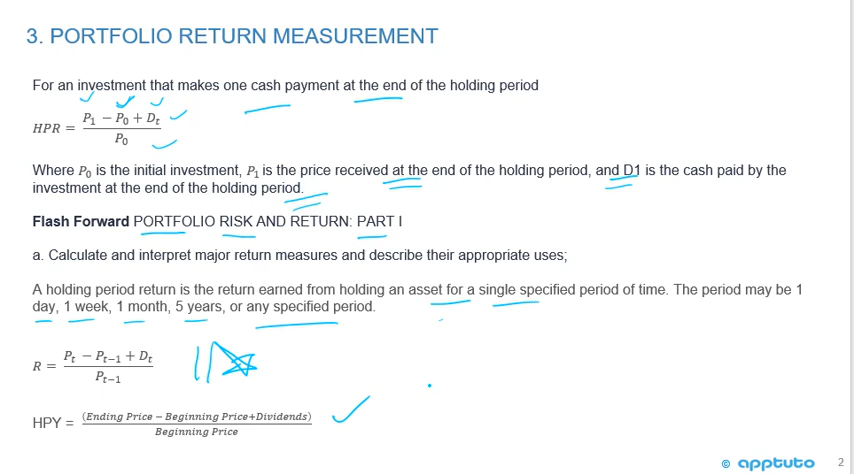 3. PORTFOLIO RETURN MEASUREMENT
For an investment that makes one cash payment at the end of the holding period
HPR = (P₁ − P₀ + Dₜ) / P₀
Where P₀ is the initial investment, P₁ is the price received at the end of the holding period, and D1 is the cash paid by the
investment at the end of the holding period.
Flash Forward PORTFOLIO RISK AND RETURN: PART I
a. Calculate and interpret major return measures and describe their appropriate uses;
A holding period return is the return earned from holding an asset for a single specified period of time. The period may be 1
day, 1 week, 1 month, 5 years, or any specified period.
R = (Pₜ − Pₜ₋₁ + Dₜ) / Pₜ₋₁
HPY = (Ending Price − Beginning Price+Dividends) / Beginning Price
© apptuto 2